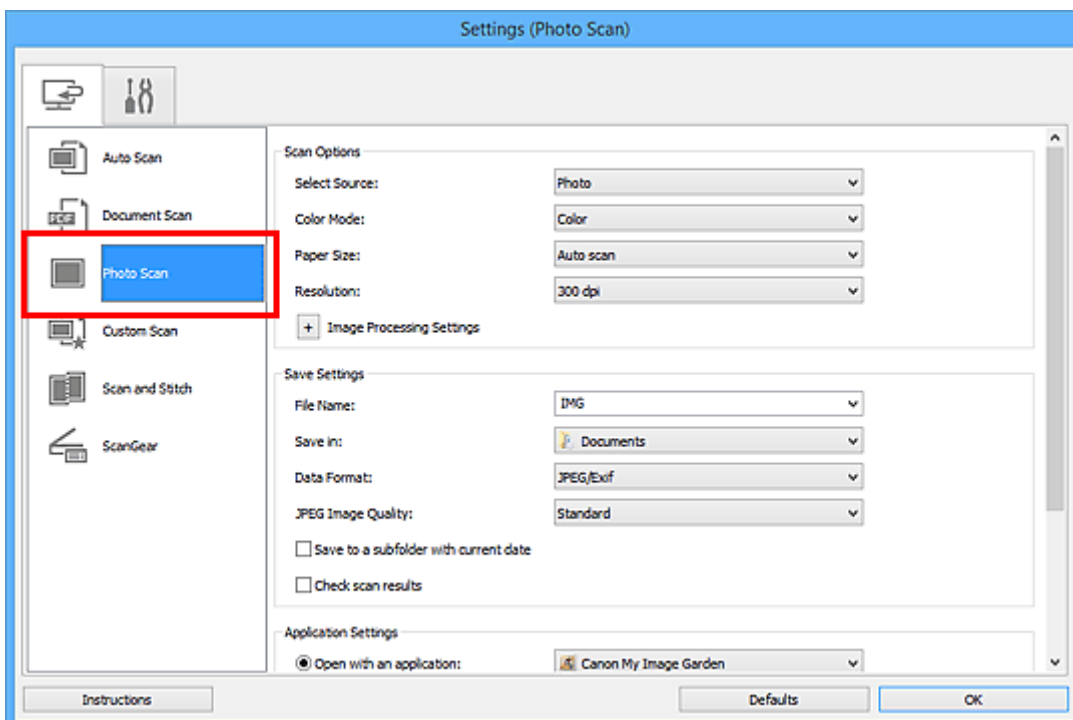 Settings (Photo Scan)
Auto Scan
PDF
Document Scan
Photo Scan
Custom Scan
Scan and Stitch
ScanGear
Scan Options
Select Source: Photo
Color Mode: Color
Paper Size: Auto scan
Resolution: 300 dpi
+ Image Processing Settings
Save Settings
File Name: IMG
Save in: Documents
Data Format: JPEG/Exif
JPEG Image Quality: Standard
Save to a subfolder with current date
Check scan results
Application Settings
Open with an application: Canon My Image Garden
Instructions Defaults OK